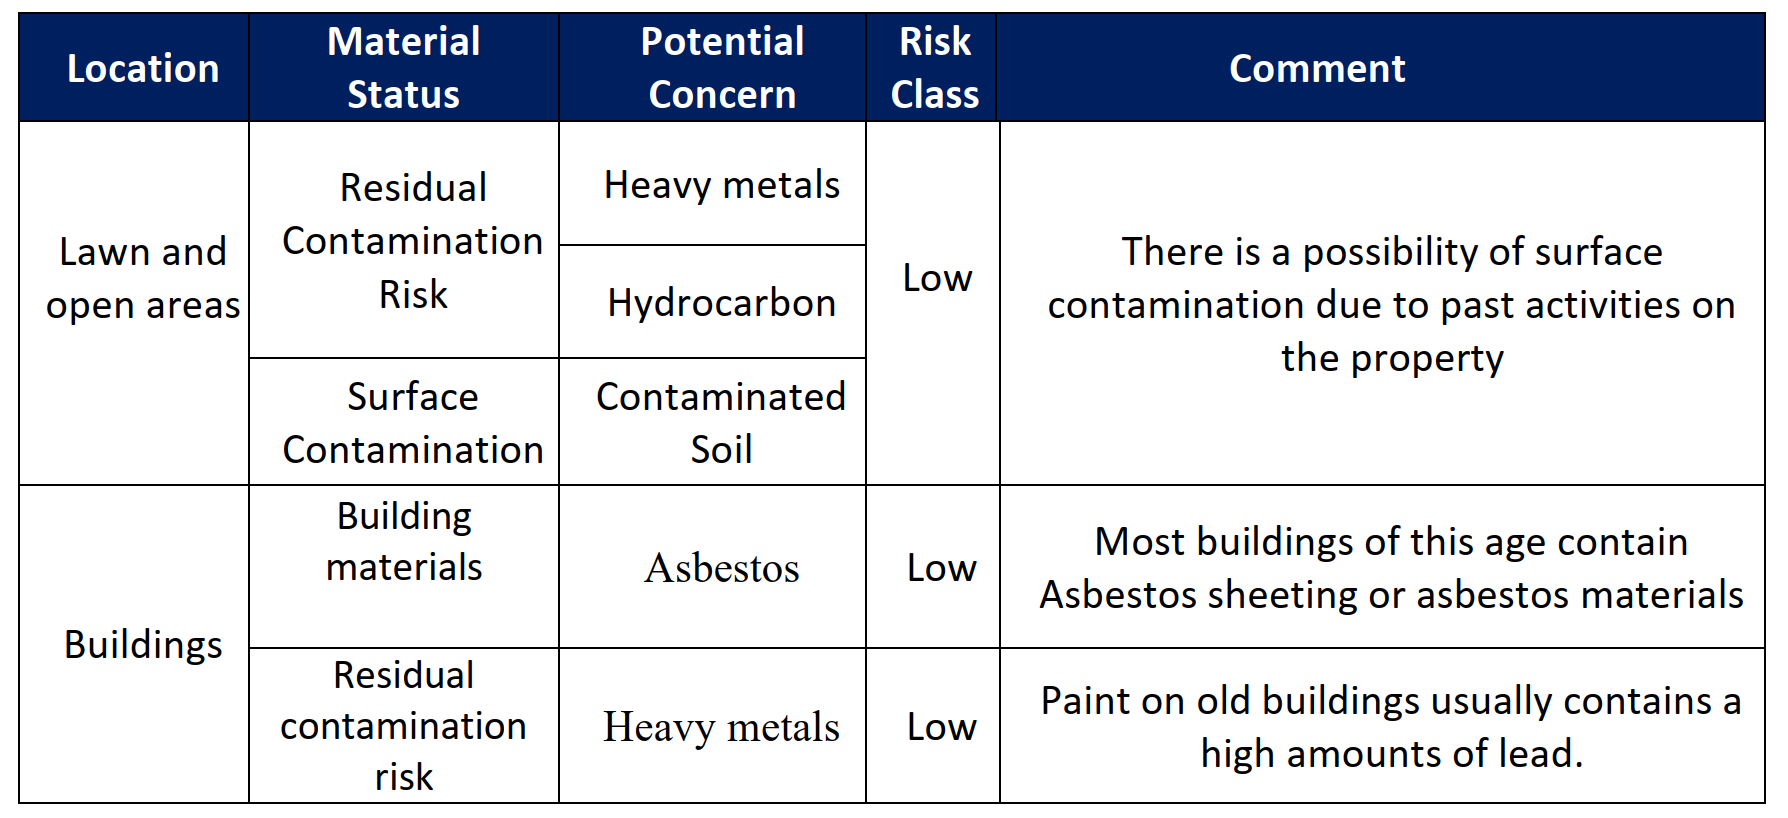 Location
Material
Status
Potential
Concern
Risk
Class
Comment
Lawn and
open areas
Residual
Contamination
Risk
Heavy metals
Hydrocarbon
Surface
Contamination
Contaminated
Soil
Low
There is a possibility of surface
contamination due to past activities on
the property
Buildings
Building
materials
Asbestos
Low
Most buildings of this age contain
Asbestos sheeting or asbestos materials
Residual
contamination
risk
Heavy metals
Low
Paint on old buildings usually contains a
high amounts of lead.